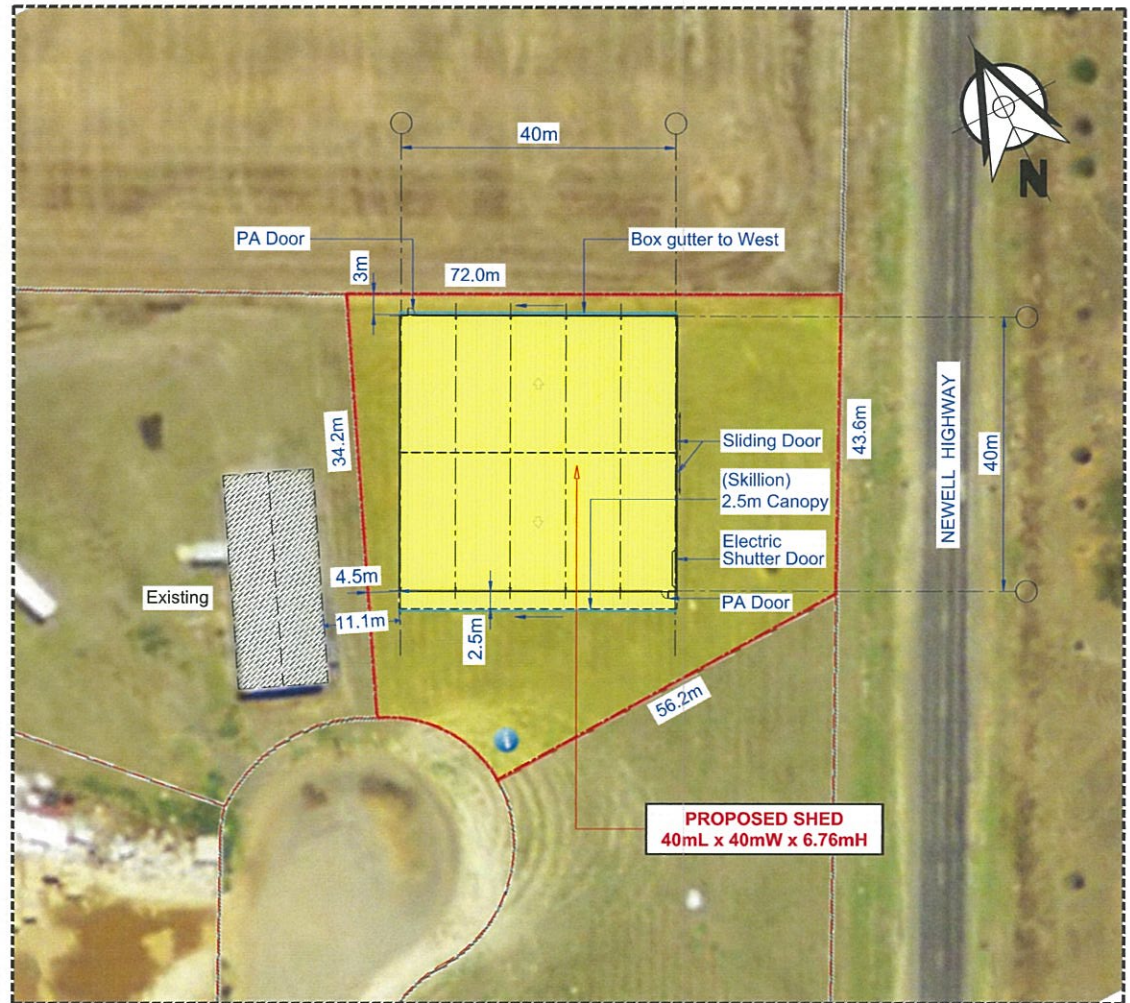 40m
N
PA Door
Box gutter to West
3m
72.0m
34.2m
Sliding Door
(Skillion)
2.5m Canopy
43.6m
NEWELL HIGHWAY
40m
Electric
Shutter Door
4.5m
Existing
PA Door
11.1m
2.5m
56.2m
PROPOSED SHED
40mL x 40mW x 6.76mH